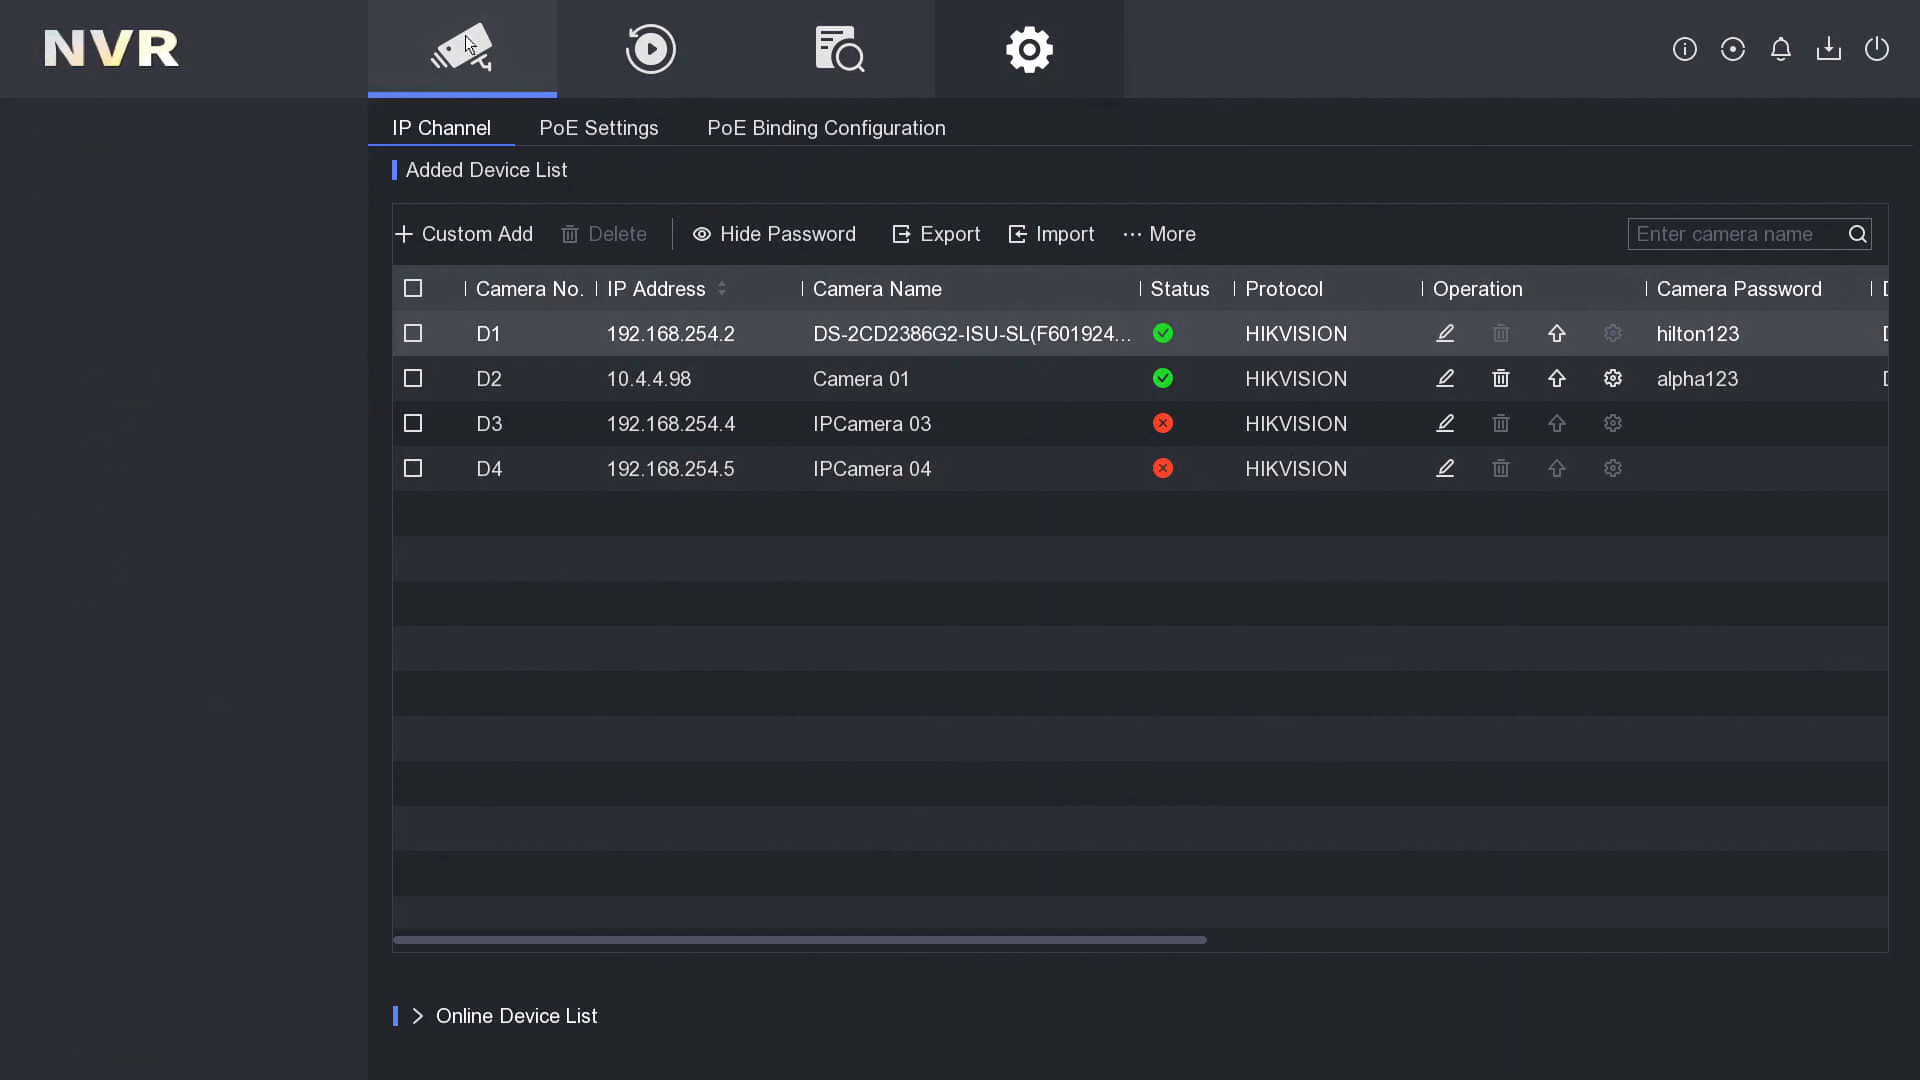 NVR
IP Channel PoE Settings PoE Binding Configuration
Added Device List
Custom Add Delete Hide Password Export Import More Enter camera name
Camera No. IP Address Camera Name Status Protocol Operation Camera Password
D1 192.168.254.2 DS-2CD2386G2-ISU-SL(F601924... HIKVISION hilton123
D2 10.4.4.98 Camera 01 HIKVISION alpha123
D3 192.168.254.4 IPCamera 03 HIKVISION
D4 192.168.254.5 IPCamera 04 HIKVISION
Online Device List